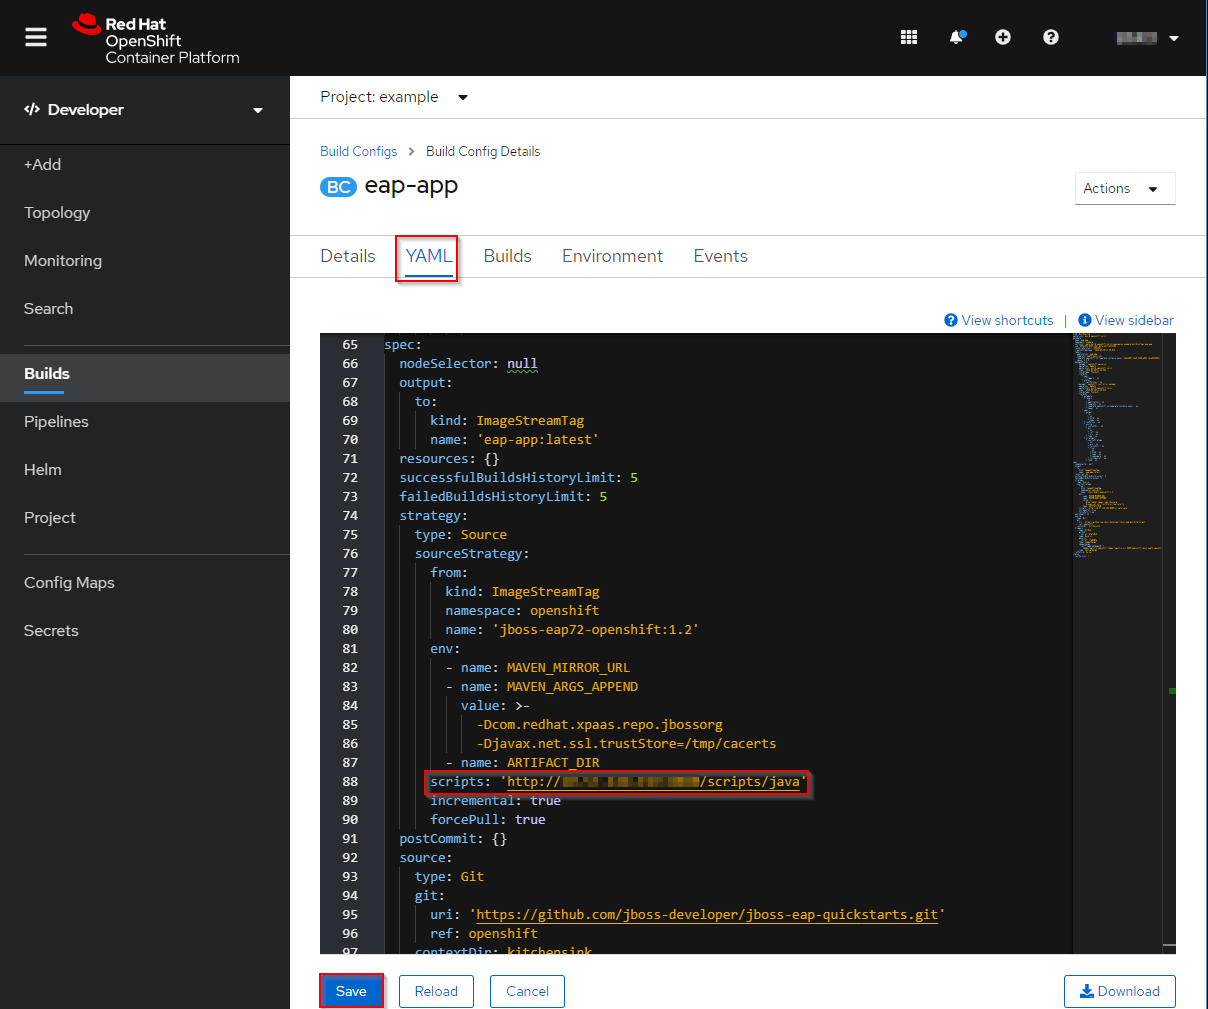 Red Hat
OpenShift
Container Platform
Developer
+Add
Topology
Monitoring
Search
Builds
Pipelines
Helm
Project
Config Maps
Secrets
Project: example
Build Configs > Build Config Details
BC eap-app
Actions
Details YAML Builds Environment Events
View shortcuts | View sidebar
65 spec:
66 nodeSelector: null
67 output:
68 to:
69 kind: ImageStreamTag
70 name: 'eap-app:latest'
71 resources: {}
72 successfulBuildsHistoryLimit: 5
73 failedBuildsHistoryLimit: 5
74 strategy:
75 type: Source
76 sourceStrategy:
77 from:
78 kind: ImageStreamTag
79 namespace: openshift
80 name: 'jboss-eap72-openshift:1.2'
81 env:
82 - name: MAVEN_MIRROR_URL
83 - name: MAVEN_ARGS_APPEND
84 value: >-
85 -Dcom.redhat.xpaas.repo.jbossorg
86 -Djavax.net.ssl.trustStore=/tmp/cacerts
87 - name: ARTIFACT_DIR
88 scripts: 'http:// /scripts/java'
89 incremental: true
90 forcePull: true
91 postCommit: {}
92 source:
93 type: Git
94 git:
95 uri: 'https://github.com/jboss-developer/jboss-eap-quickstarts.git'
96 ref: openshift
97 contextDir: kitchensink
Save Reload Cancel Download